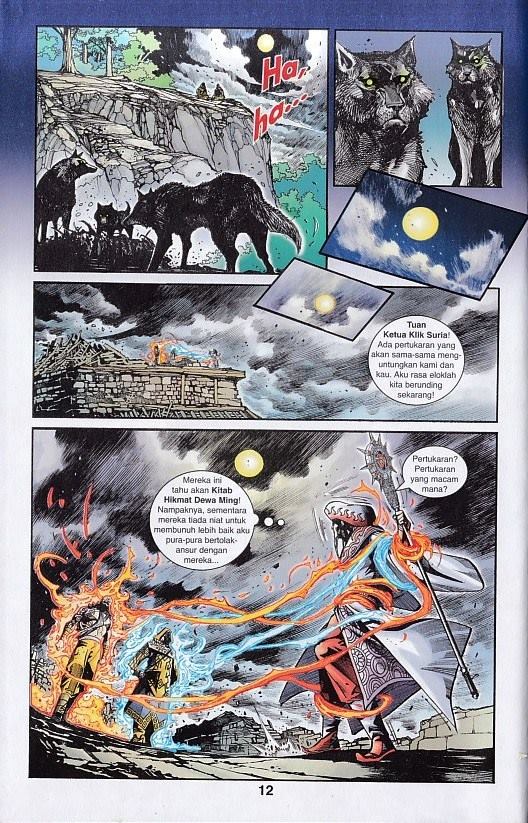 Ha,
ha...
Tuan
Ketua Klik Suria!
Ada pertukaran yang
akan sama-sama meng-
untungkan kami dan
kau. Aku rasa eloklah
kita berunding
sekarang!
Mereka ini
tahu akan Kitab
Hikmat Dewa Ming!
Nampaknya, sementara
mereka tiada niat untuk
membunuh lebih baik aku
pura-pura bertolak-
ansur dengan
mereka...
Pertukaran?
Pertukaran
yang macam
mana?
12